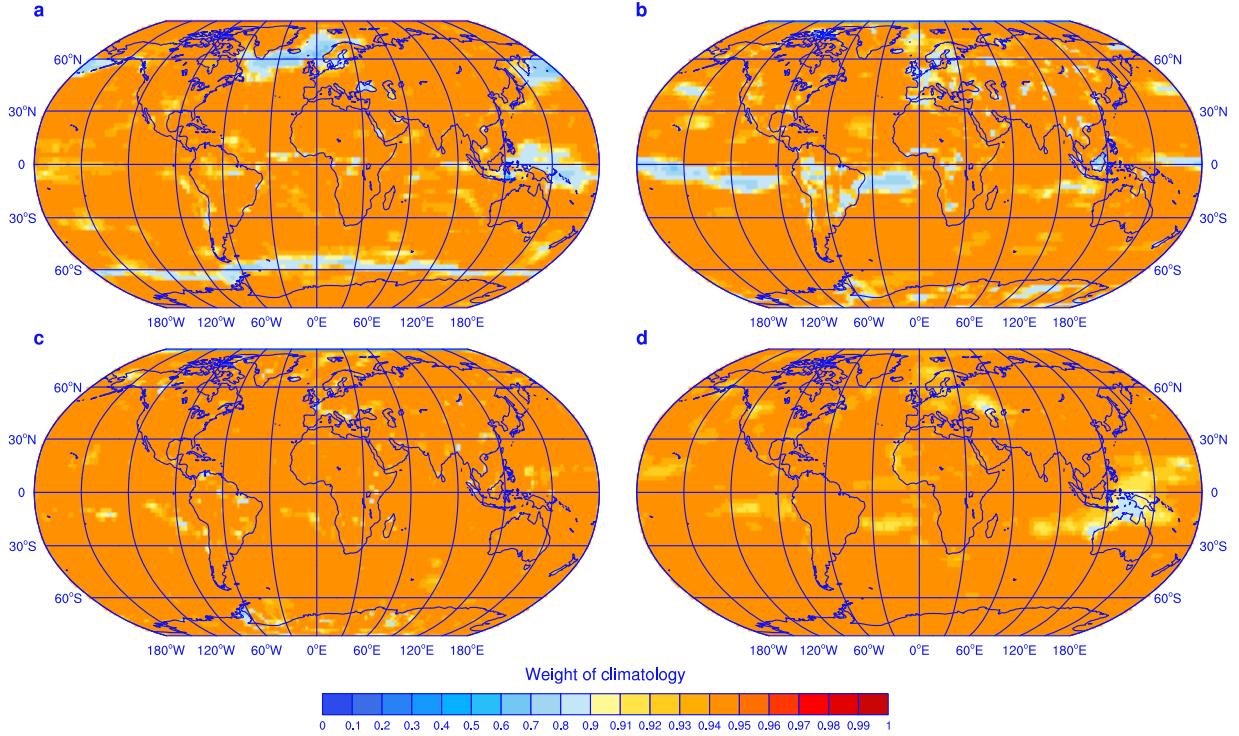 a b
60°N 60°N
30°N 30°N
0 0
30°S 30°S
60°S 60°S
180°W 120°W 60°W 0°E 60°E 120°E 180°E 180°W 120°W 60°W 0°E 60°E 120°E 180°E
c d
60°N 60°N
30°N 30°N
0 0
30°S 30°S
60°S 60°S
180°W 120°W 60°W 0°E 60°E 120°E 180°E 180°W 120°W 60°W 0°E 60°E 120°E 180°E
Weight of climatology
0 0.1 0.2 0.3 0.4 0.5 0.6 0.7 0.8 0.9 0.91 0.92 0.93 0.94 0.95 0.96 0.97 0.98 0.99 1